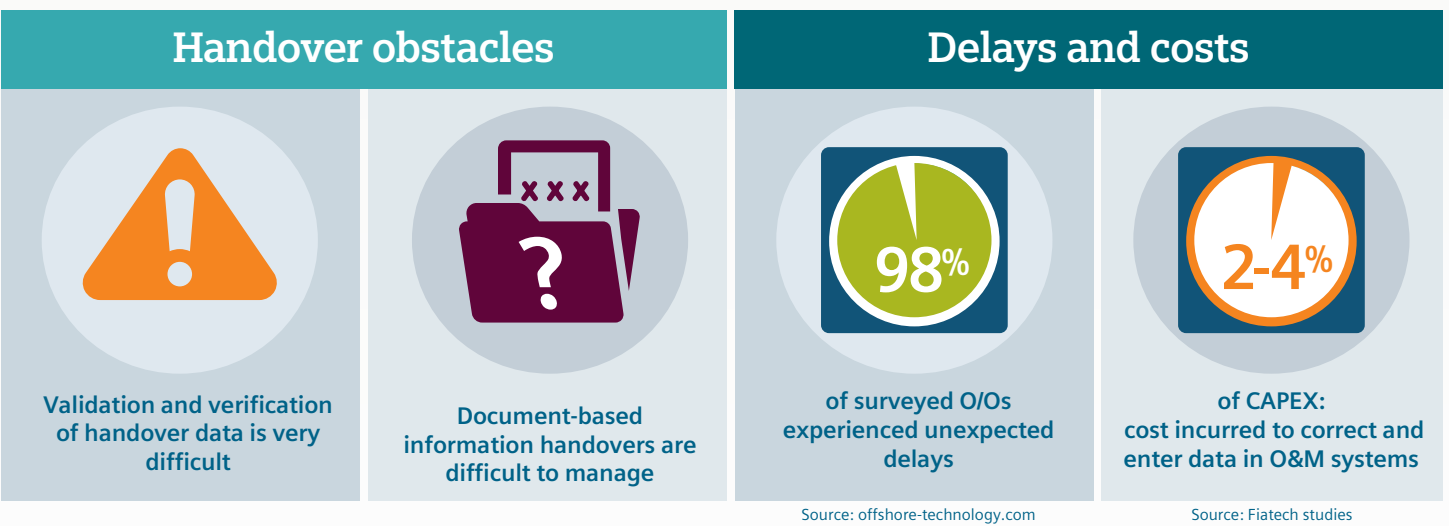 Handover obstacles
Delays and costs
Validation and verification
of handover data is very
difficult
x x x
?
Document-based
information handovers are
difficult to manage
98%
of surveyed O/Os
experienced unexpected
delays
2-4%
of CAPEX:
cost incurred to correct and
enter data in O&M systems
Source: offshore-technology.com
Source: Fiatech studies